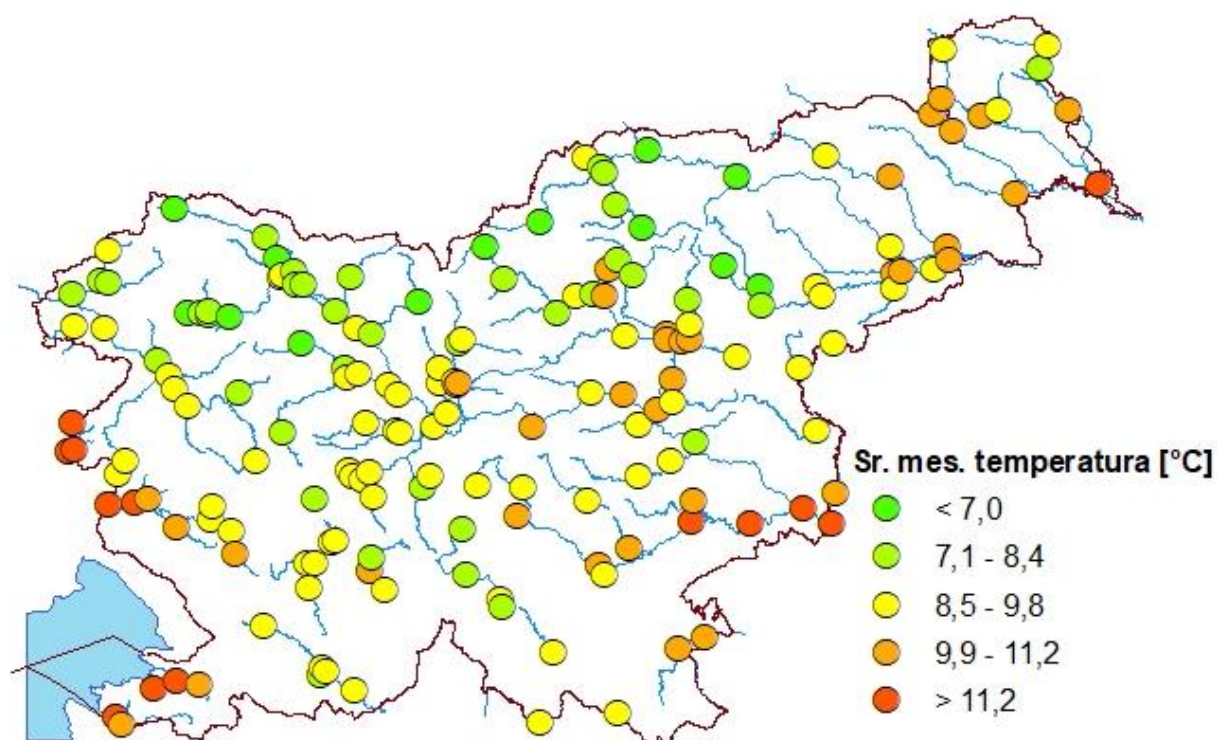 Sr. mes. temperatura [°C]
< 7,0
7,1 - 8,4
8,5 - 9,8
9,9 - 11,2
> 11,2